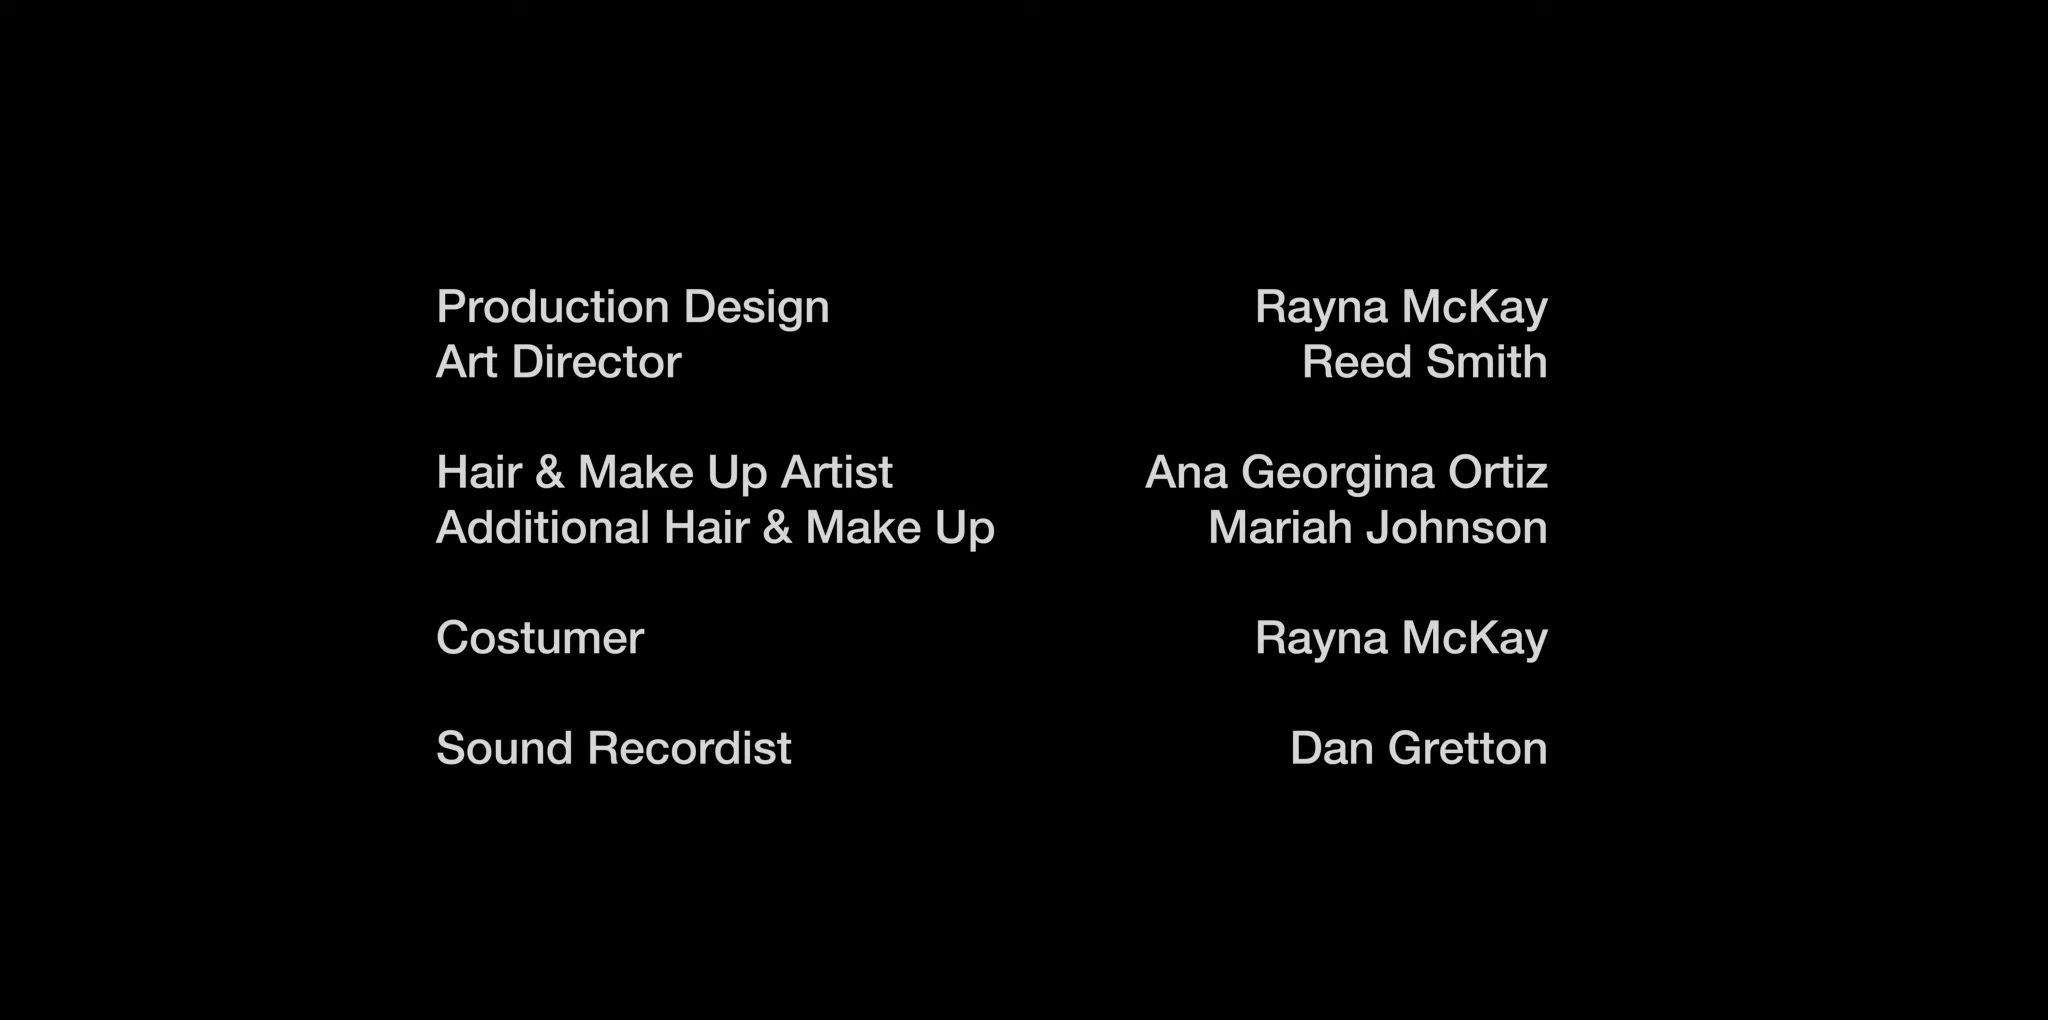 Production Design Rayna McKay
Art Director Reed Smith
Hair & Make Up Artist Ana Georgina Ortiz
Additional Hair & Make Up Mariah Johnson
Costumer Rayna McKay
Sound Recordist Dan Gretton